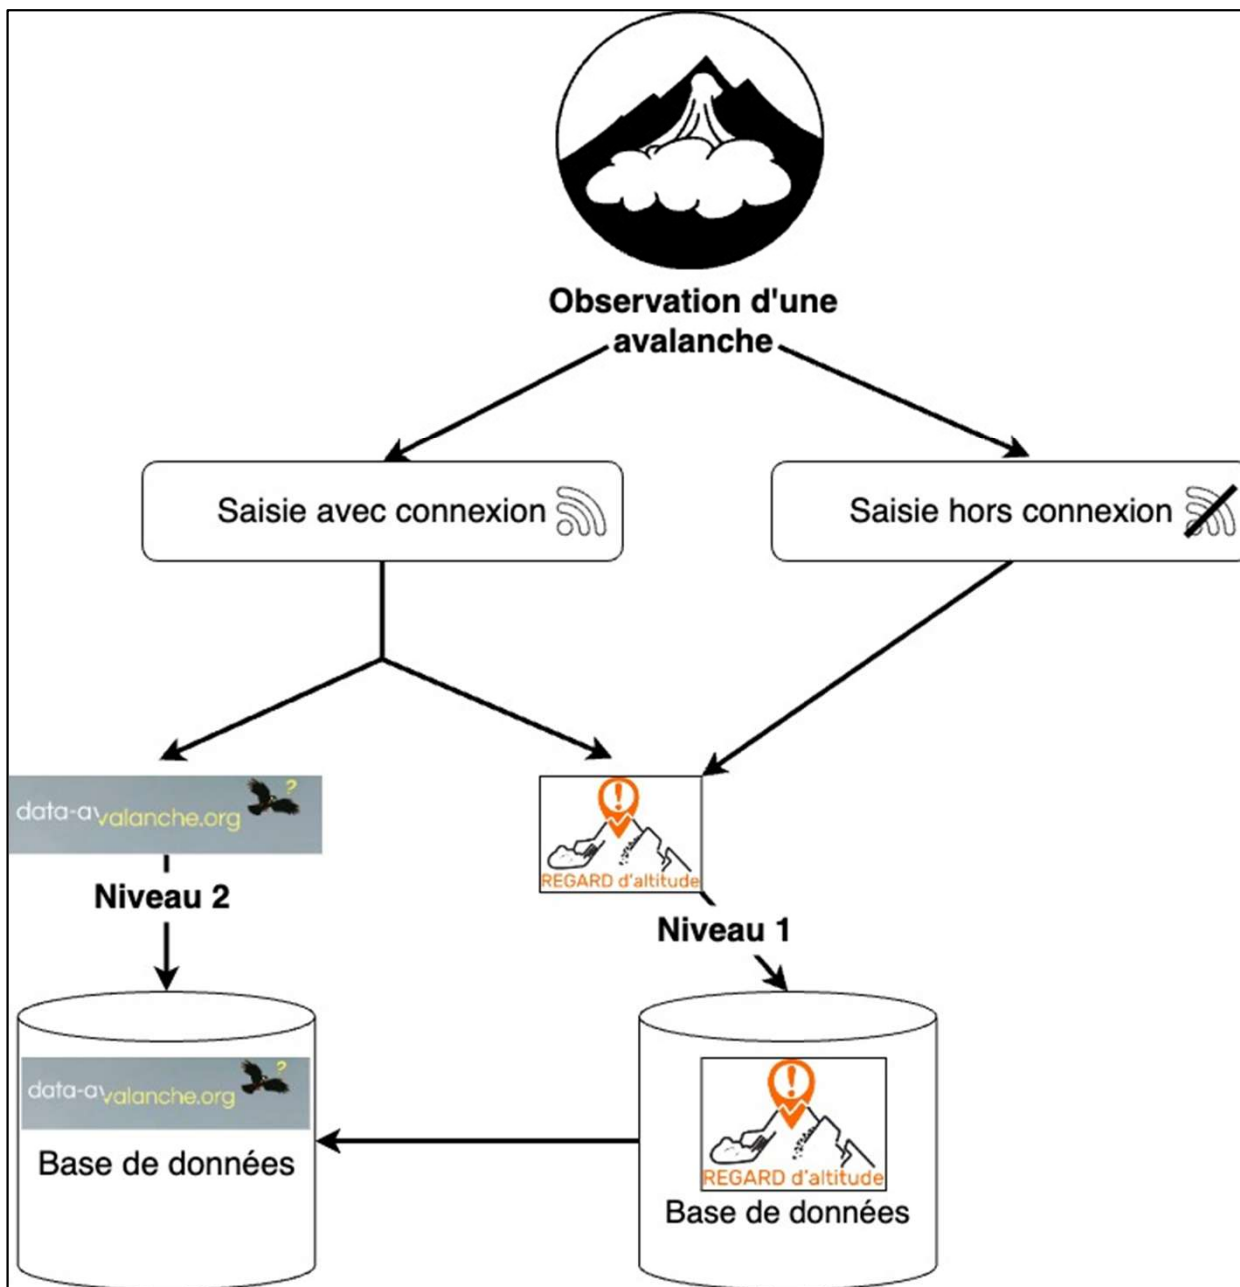 Observation d'une
avalanche
Saisie avec connexion
Saisie hors connexion
data-avalanche.org
?
REGARD d'altitude
Niveau 2
Niveau 1
data-avalanche.org
?
Base de données
REGARD d'altitude
Base de données